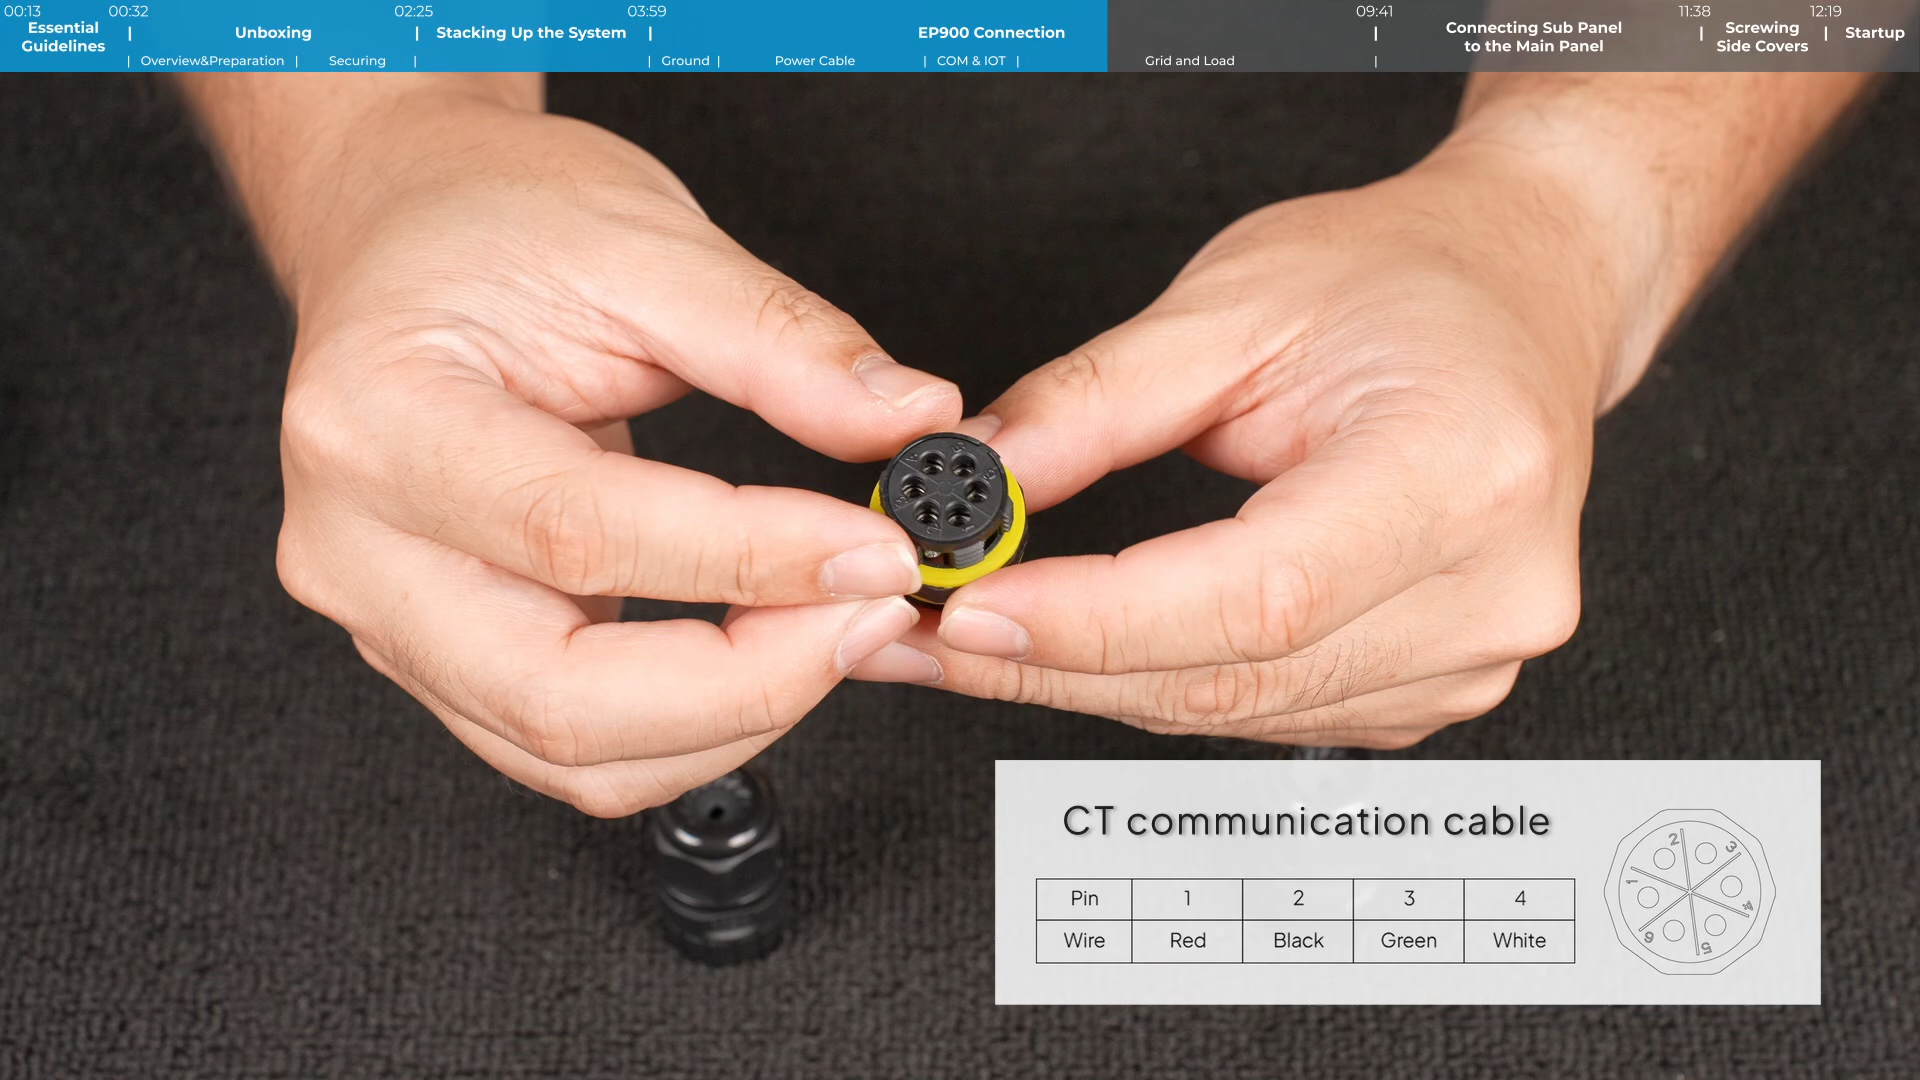 00:13
00:32
02:25
03:59
09:41
11:38
12:19
Essential
Guidelines
Unboxing
Stacking Up the System
EP900 Connection
Connecting Sub Panel
to the Main Panel
Screwing
Side Covers
Startup
Overview&Preparation
Securing
Ground
Power Cable
COM & IOT
Grid and Load
CT communication cable
Pin 1 2 3 4
Wire Red Black Green White
2 3
1 4
6 5